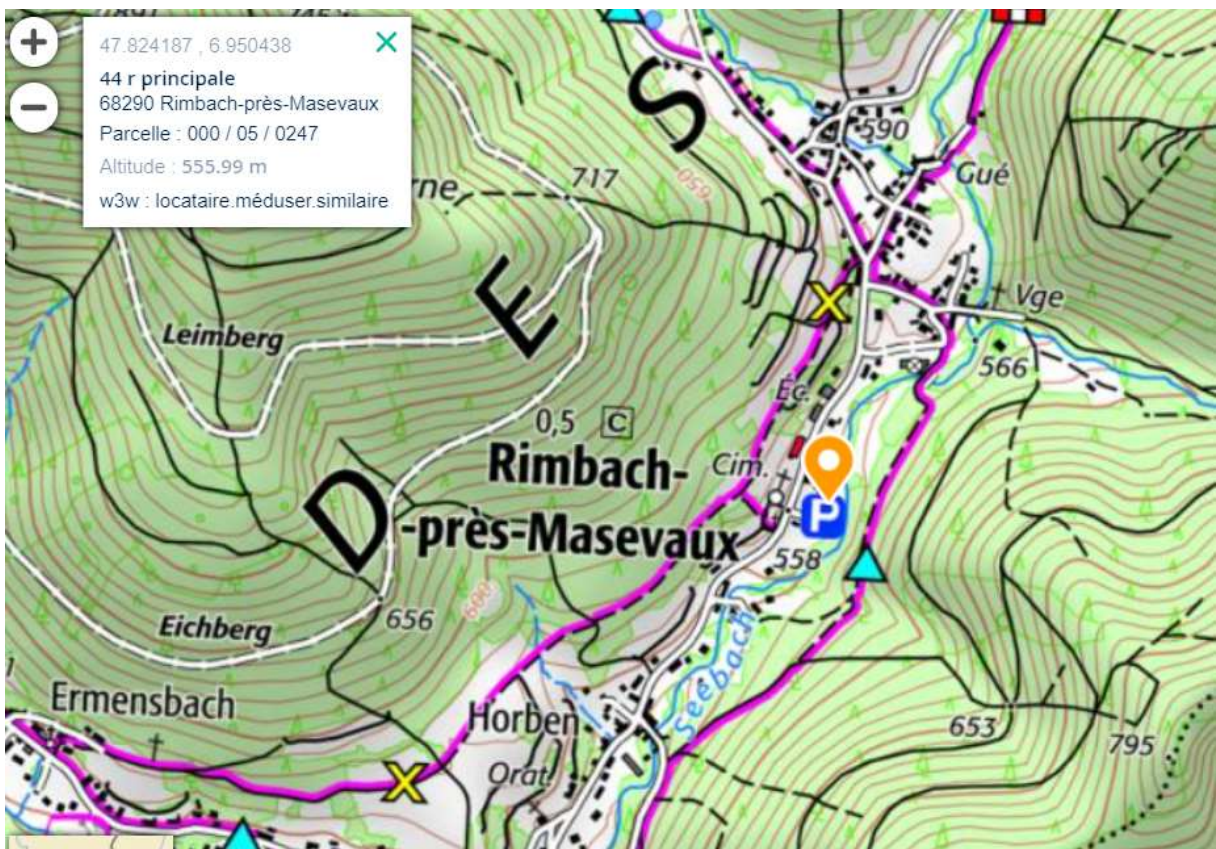 47.824187 , 6.950438
44 r principale
68290 Rimbach-près-Masevaux
Parcelle : 000 / 05 / 0247
Altitude : 555.99 m
w3w : locataire.méduser.similaire
S
590
Gué
717
650
E
Vge
Leimberg
566
Éc.
0,5 C
Rimbach-
Cim.
D
-près-Masevaux
P
558
600
656
Eichberg
Seebach
Ermensbach
Horben
653
795
Orat.